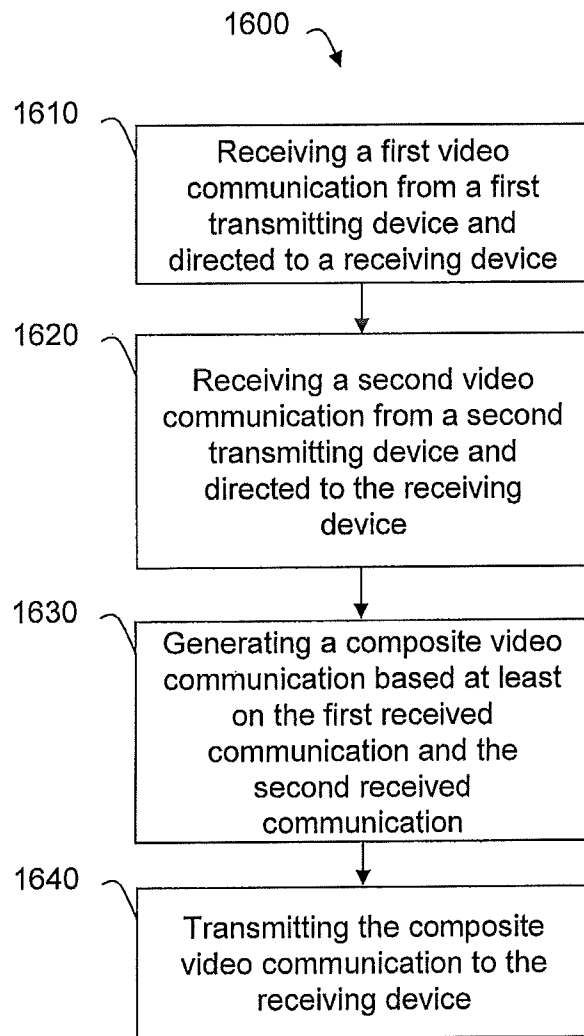 1600
1610
Receiving a first video
communication from a first
transmitting device and
directed to a receiving device
1620
Receiving a second video
communication from a second
transmitting device and
directed to the receiving
device
1630
Generating a composite video
communication based at least
on the first received
communication and the
second received
communication
1640
Transmitting the composite
video communication to the
receiving device